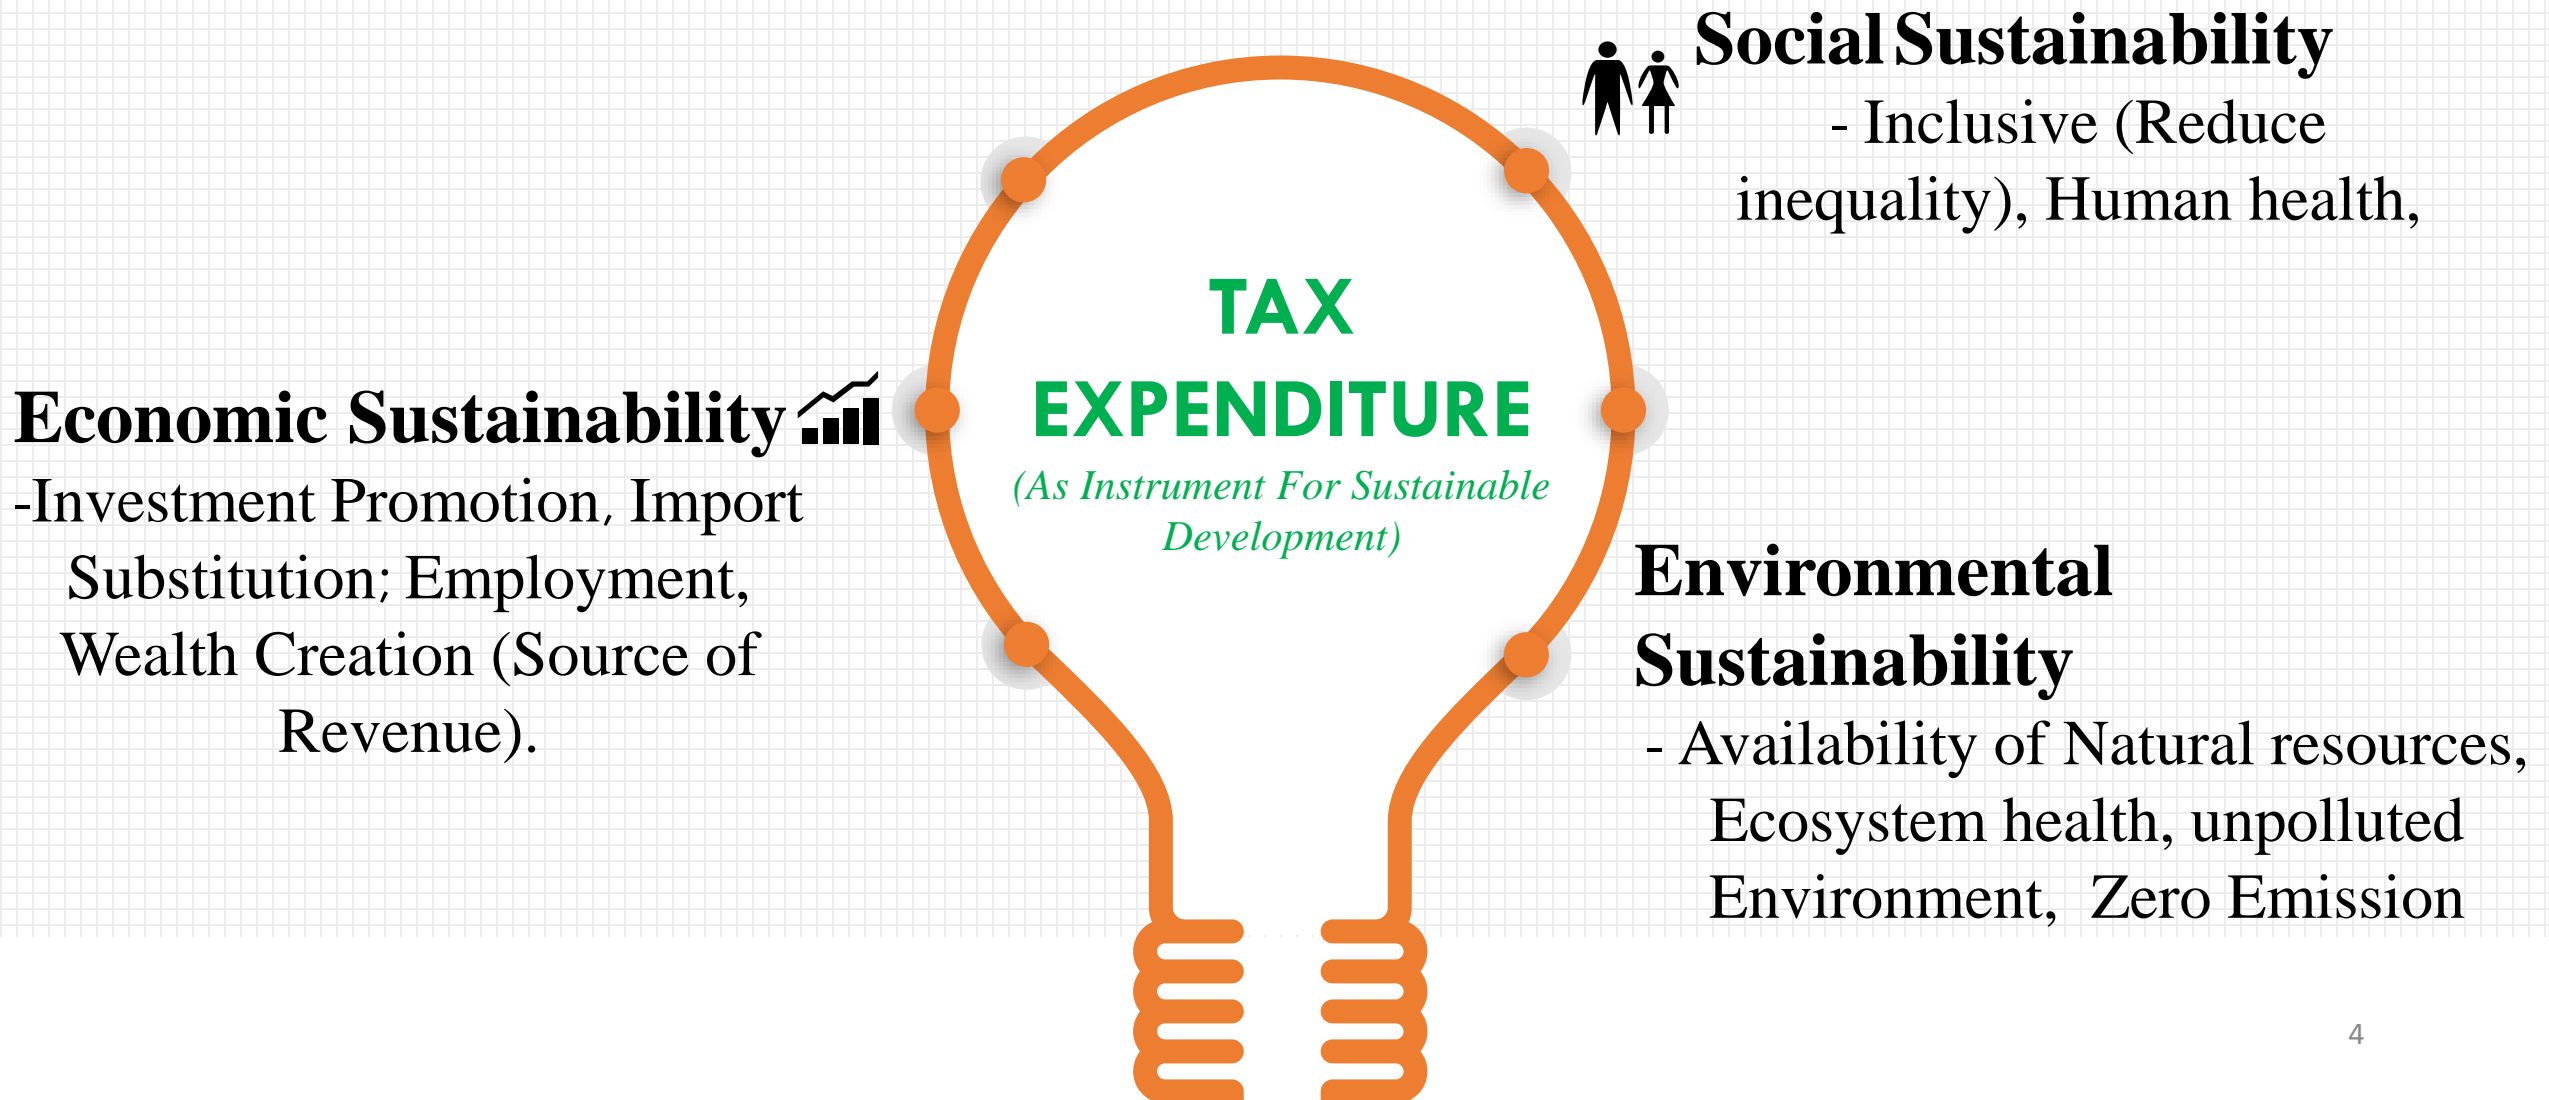 Social Sustainability
- Inclusive (Reduce
inequality), Human health,
TAX
EXPENDITURE
(As Instrument For Sustainable
Development)
Economic Sustainability
-Investment Promotion, Import
Substitution; Employment,
Wealth Creation (Source of
Revenue).
Environmental
Sustainability
- Availability of Natural resources,
Ecosystem health, unpolluted
Environment,  Zero Emission
4